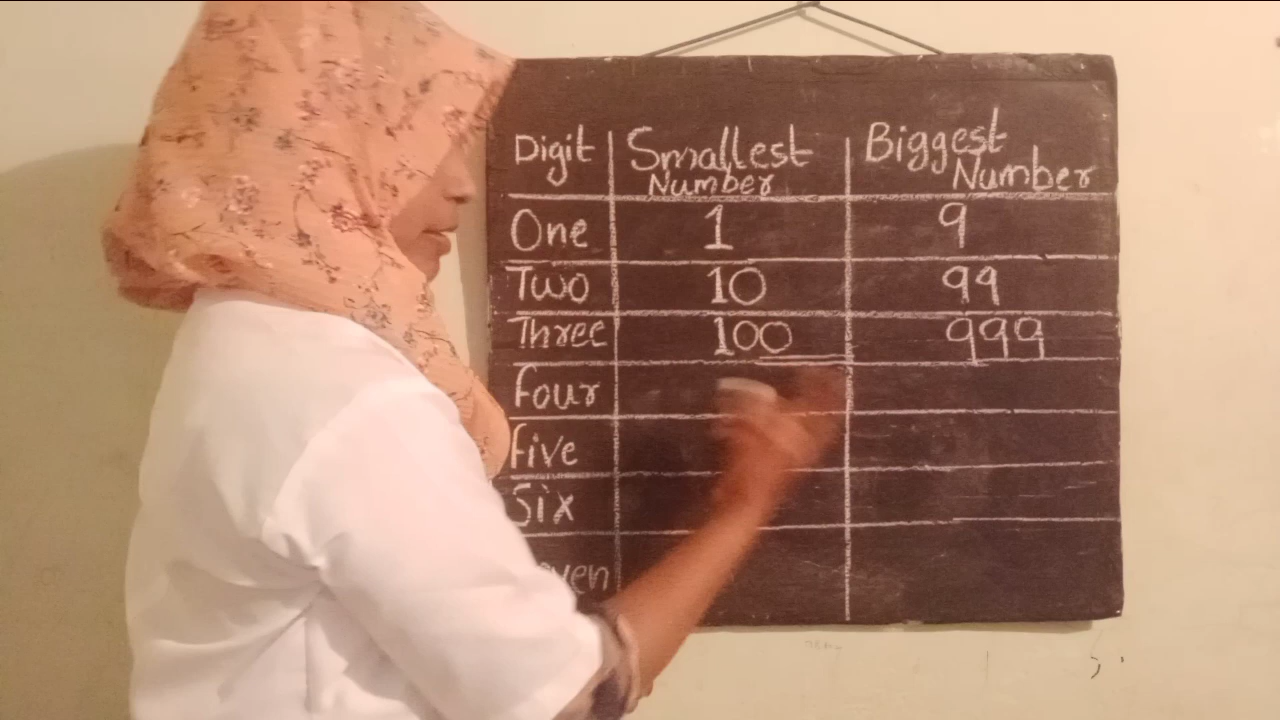 Digit Smallest Number Biggest Number
One 1 9
Two 10 99
Three 100 999
Four
Five
Six